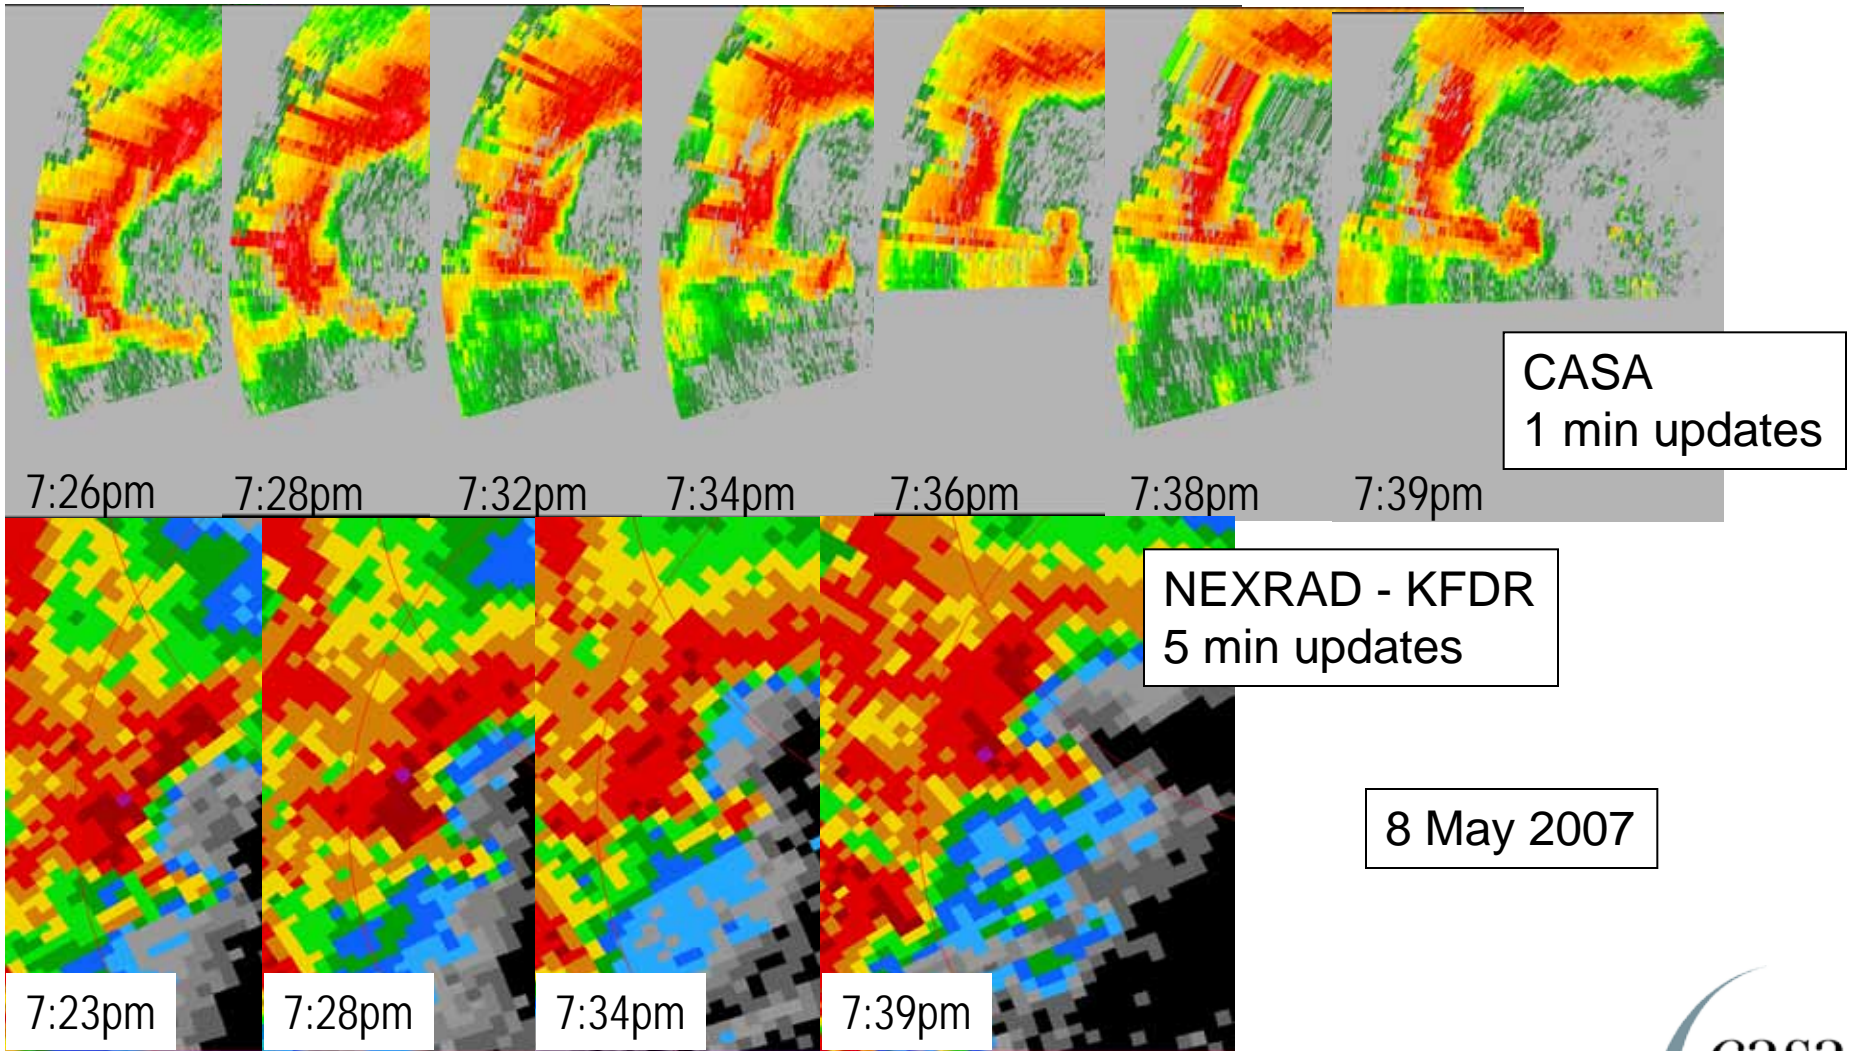 7:26pm
7:28pm
7:32pm
7:34pm
7:36pm
7:38pm
7:39pm
CASA
1 min updates
NEXRAD - KFDR
5 min updates
8 May 2007
7:23pm
7:28pm
7:34pm
7:39pm
casa